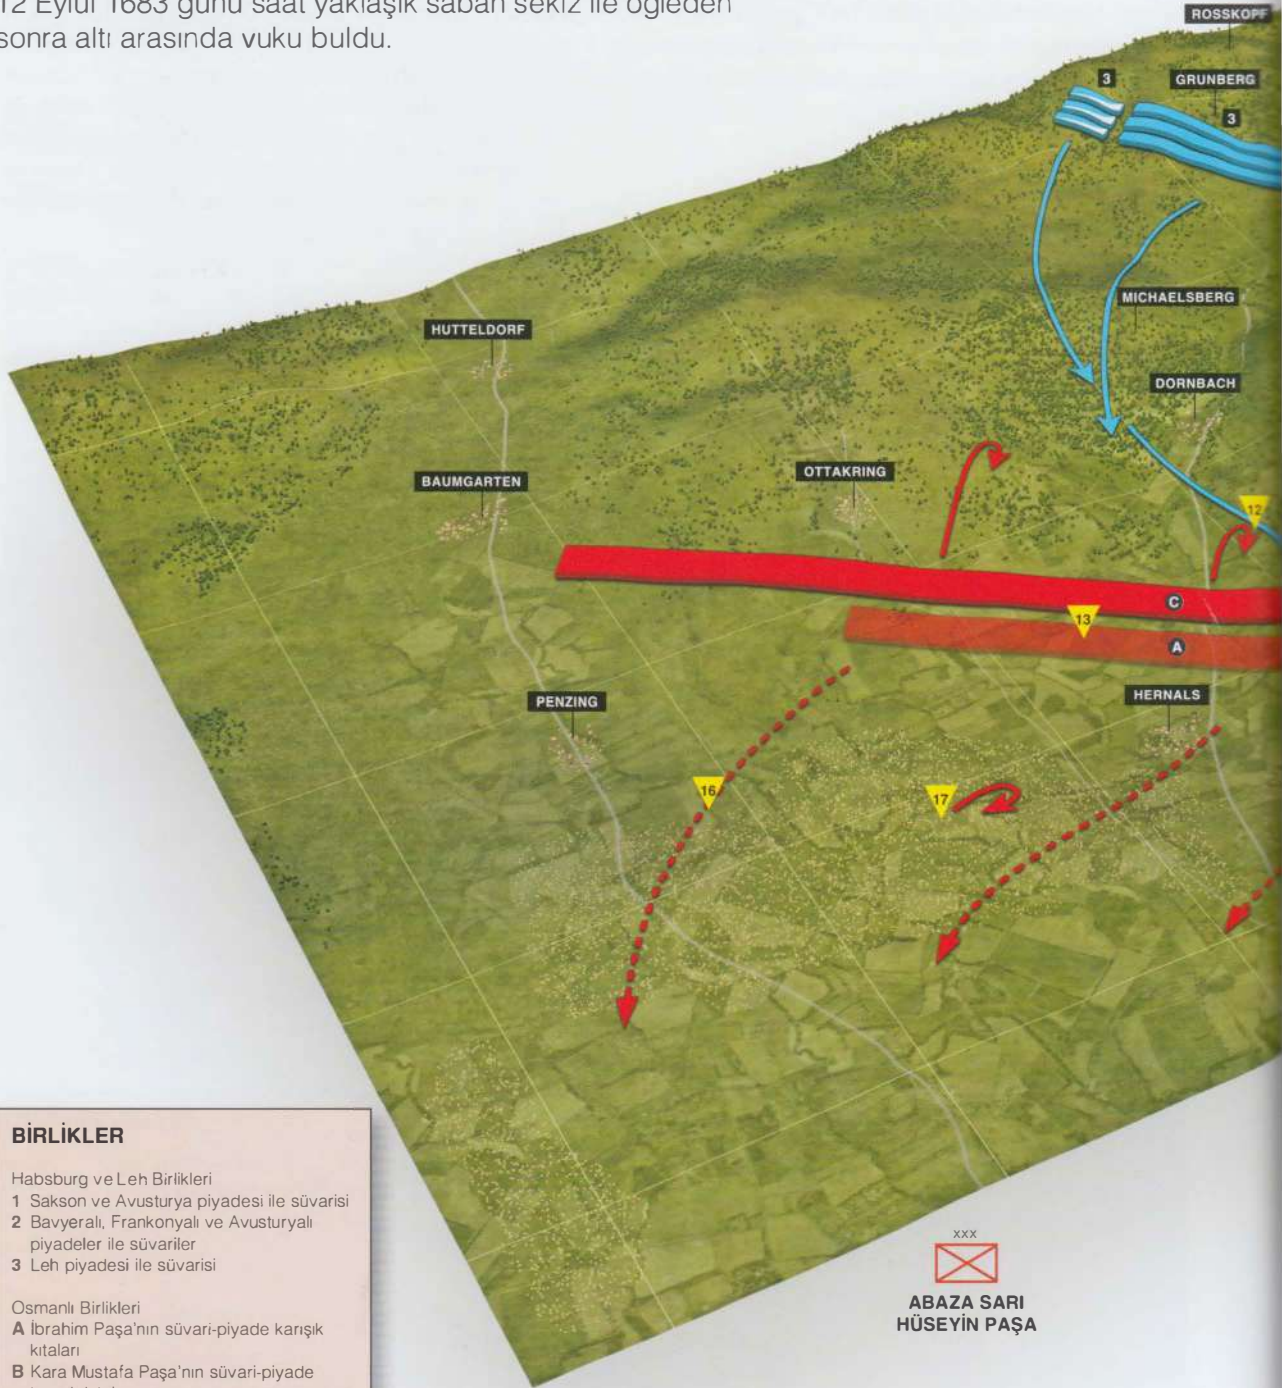 12 Eylül 1683 günü saat yaklaşık sabah sekiz ile öğleden
sonra altı arasında vuku buldu.
ROSSKOPF
3
GRUNBERG
3
MICHAELSBERG
HUTTELDORF
DORNBACH
OTTAKRING
BAUMGARTEN
12
C
13
A
PENZING
HERNALS
16
17
BİRLİKLER
Habsburg ve Leh Birlikleri
1 Sakson ve Avusturya piyadesi ile süvarisi
2 Bavyeralı, Frankonyalı ve Avusturyalı
piyadeler ile süvariler
3 Leh piyadesi ile süvarisi
Osmanlı Birlikleri
A İbrahim Paşa'nın süvari-piyade karışık
kıtaları
B Kara Mustafa Paşa'nın süvari-piyade
xxx
ABAZA SARI
HÜSEYİN PAŞA